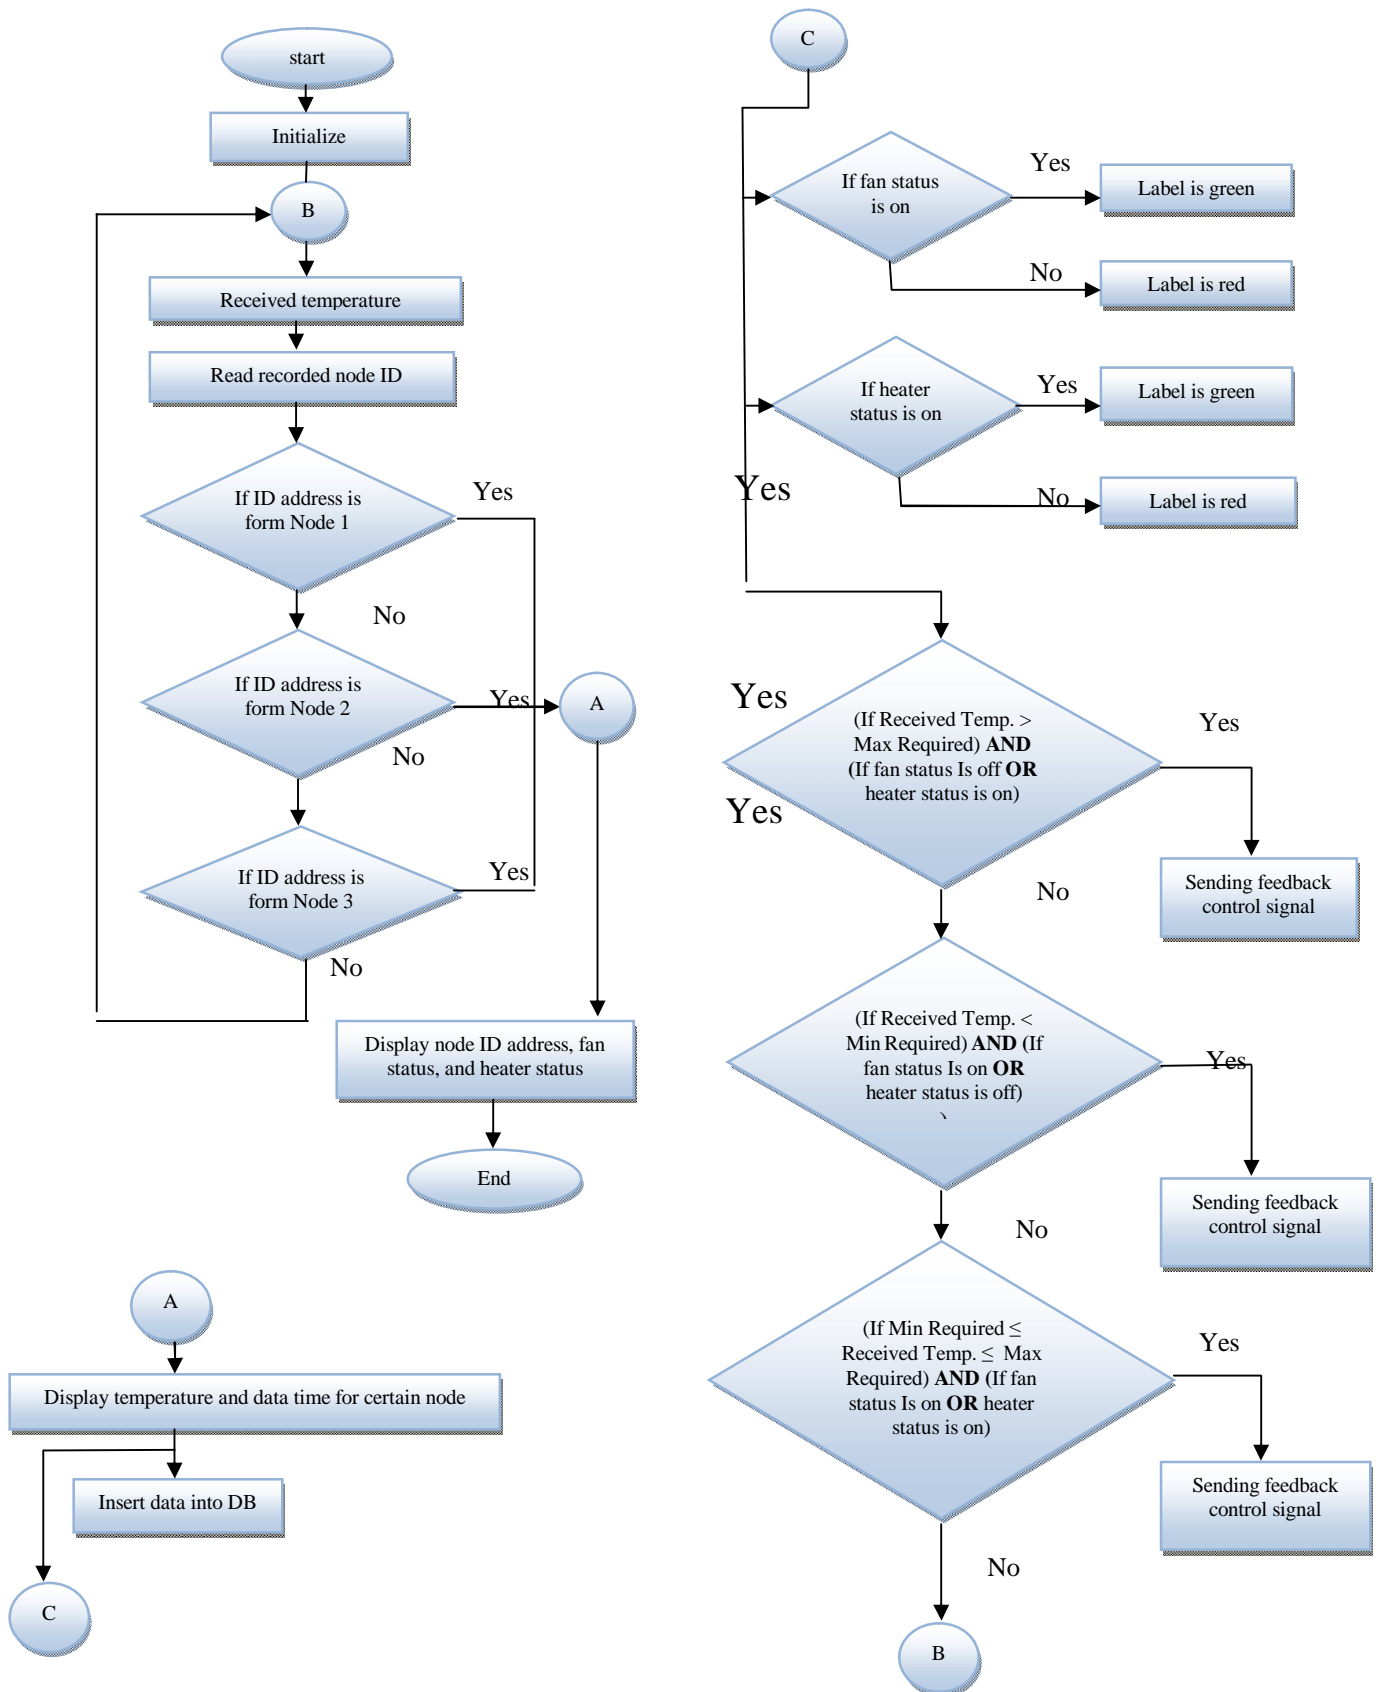 start
Initialize
B
Received temperature
Read recorded node ID
If ID address is
form Node 1
Yes
No
If ID address is
form Node 2
Yes
A
No
If ID address is
form Node 3
Yes
No
Display node ID address, fan
status, and heater status
End
A
Display temperature and data time for certain node
Insert data into DB
C
C
If fan status
is on
Yes
Label is green
No
Label is red
If heater
status is on
Yes
Label is green
Yes
No
Label is red
Yes
(If Received Temp. >
Max Required) AND
(If fan status Is off OR
heater status is on)
Yes
Yes
Sending feedback
control signal
No
(If Received Temp. <
Min Required) AND (If
fan status Is on OR
heater status is off)
Yes
Sending feedback
control signal
No
(If Min Required ≤
Received Temp. ≤ Max
Required) AND (If fan
status Is on OR heater
status is on)
Yes
Sending feedback
control signal
No
B